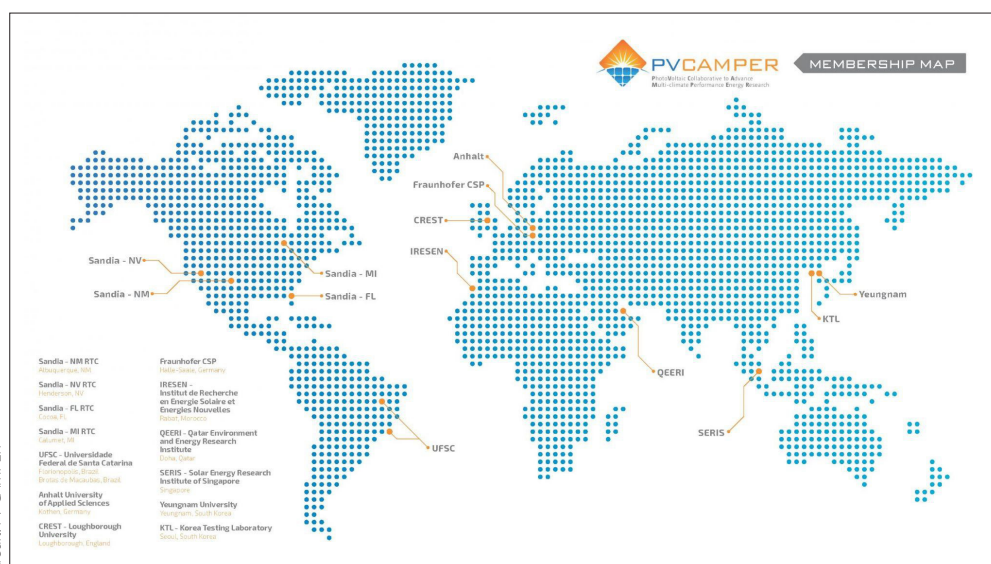 PVCAMPER
PhotoVoltaic Collaborative to Advance
Multi-climate Performance Energy Research
MEMBERSHIP MAP
Anhalt
Fraunhofer CSP
CREST
IRESEN
Sandia - NV
Sandia - NM
Sandia - MI
Sandia - FL
Yeungnam
KTL
QEERI
SERIS
UFSC
Sandia - NM RTC
Albuquerque, NM
Sandia - NV RTC
Henderson, NV
Sandia - FL RTC
Cocoa, FL
Sandia - MI RTC
Calumet, MI
UFSC - Universidade
Federal de Santa Catarina
Florianopolis, Brazil
Brotas de Macaubas, Brazil
Anhalt University
of Applied Sciences
Kothen, Germany
CREST - Loughborough
University
Loughborough, England
Fraunhofer CSP
Halle-Saale, Germany
IRESEN -
Institut de Recherche
en Energie Solaire et
Energies Nouvelles
Rabat, Morocco
QEERI - Qatar Environment
and Energy Research
Institute
Doha, Qatar
SERIS - Solar Energy Research
Institute of Singapore
Singapore
Yeungnam University
Yeungnam, South Korea
KTL - Korea Testing Laboratory
Seoul, South Korea